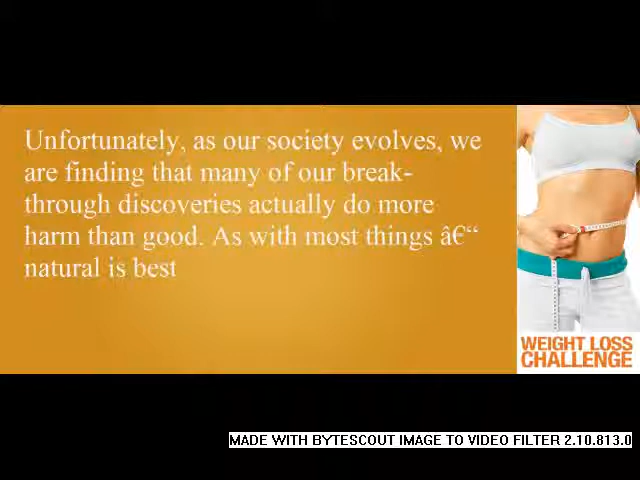 Unfortunately, as our society evolves, we
are finding that many of our break-
through discoveries actually do more
harm than good. As with most things â€“
natural is best
WEIGHT LOSS
CHALLENGE
MADE WITH BYTESCOUT IMAGE TO VIDEO FILTER 2.10.813.0